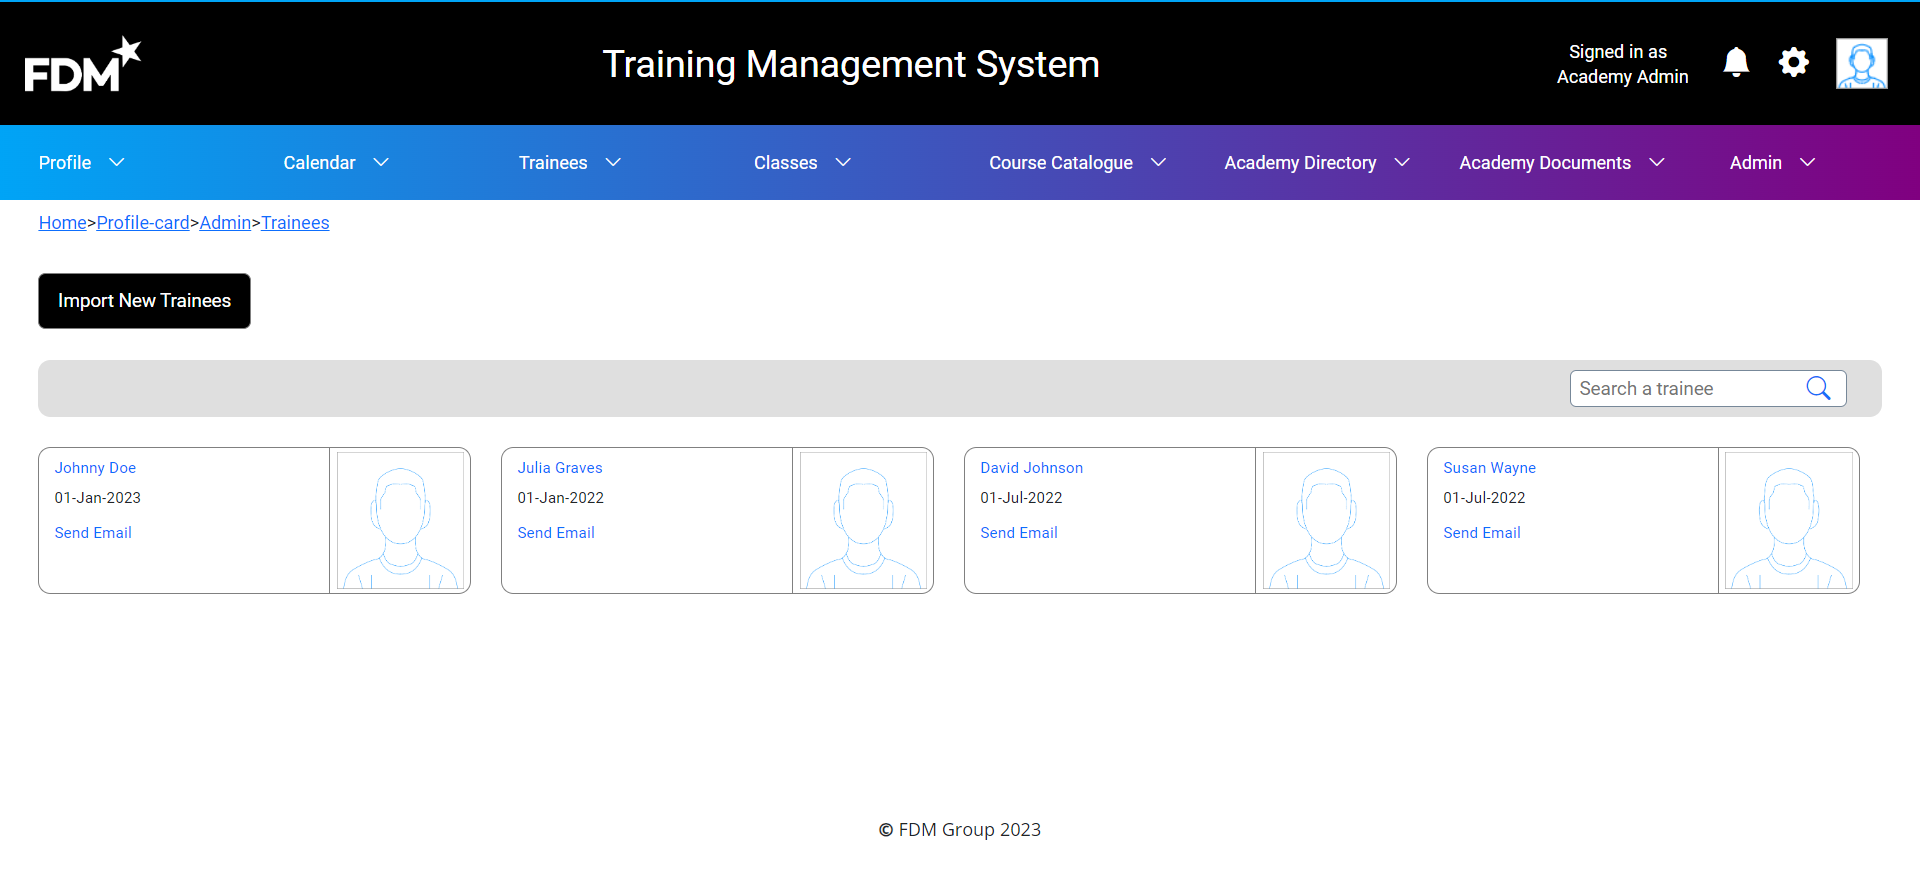 FDM
Training Management System
Signed in as
Academy Admin
Profile
Calendar
Trainees
Classes
Course Catalogue
Academy Directory
Academy Documents
Admin
Home>Profile-card>Admin>Trainees
Import New Trainees
Search a trainee
Johnny Doe
01-Jan-2023
Send Email
Julia Graves
01-Jan-2022
Send Email
David Johnson
01-Jul-2022
Send Email
Susan Wayne
01-Jul-2022
Send Email
© FDM Group 2023